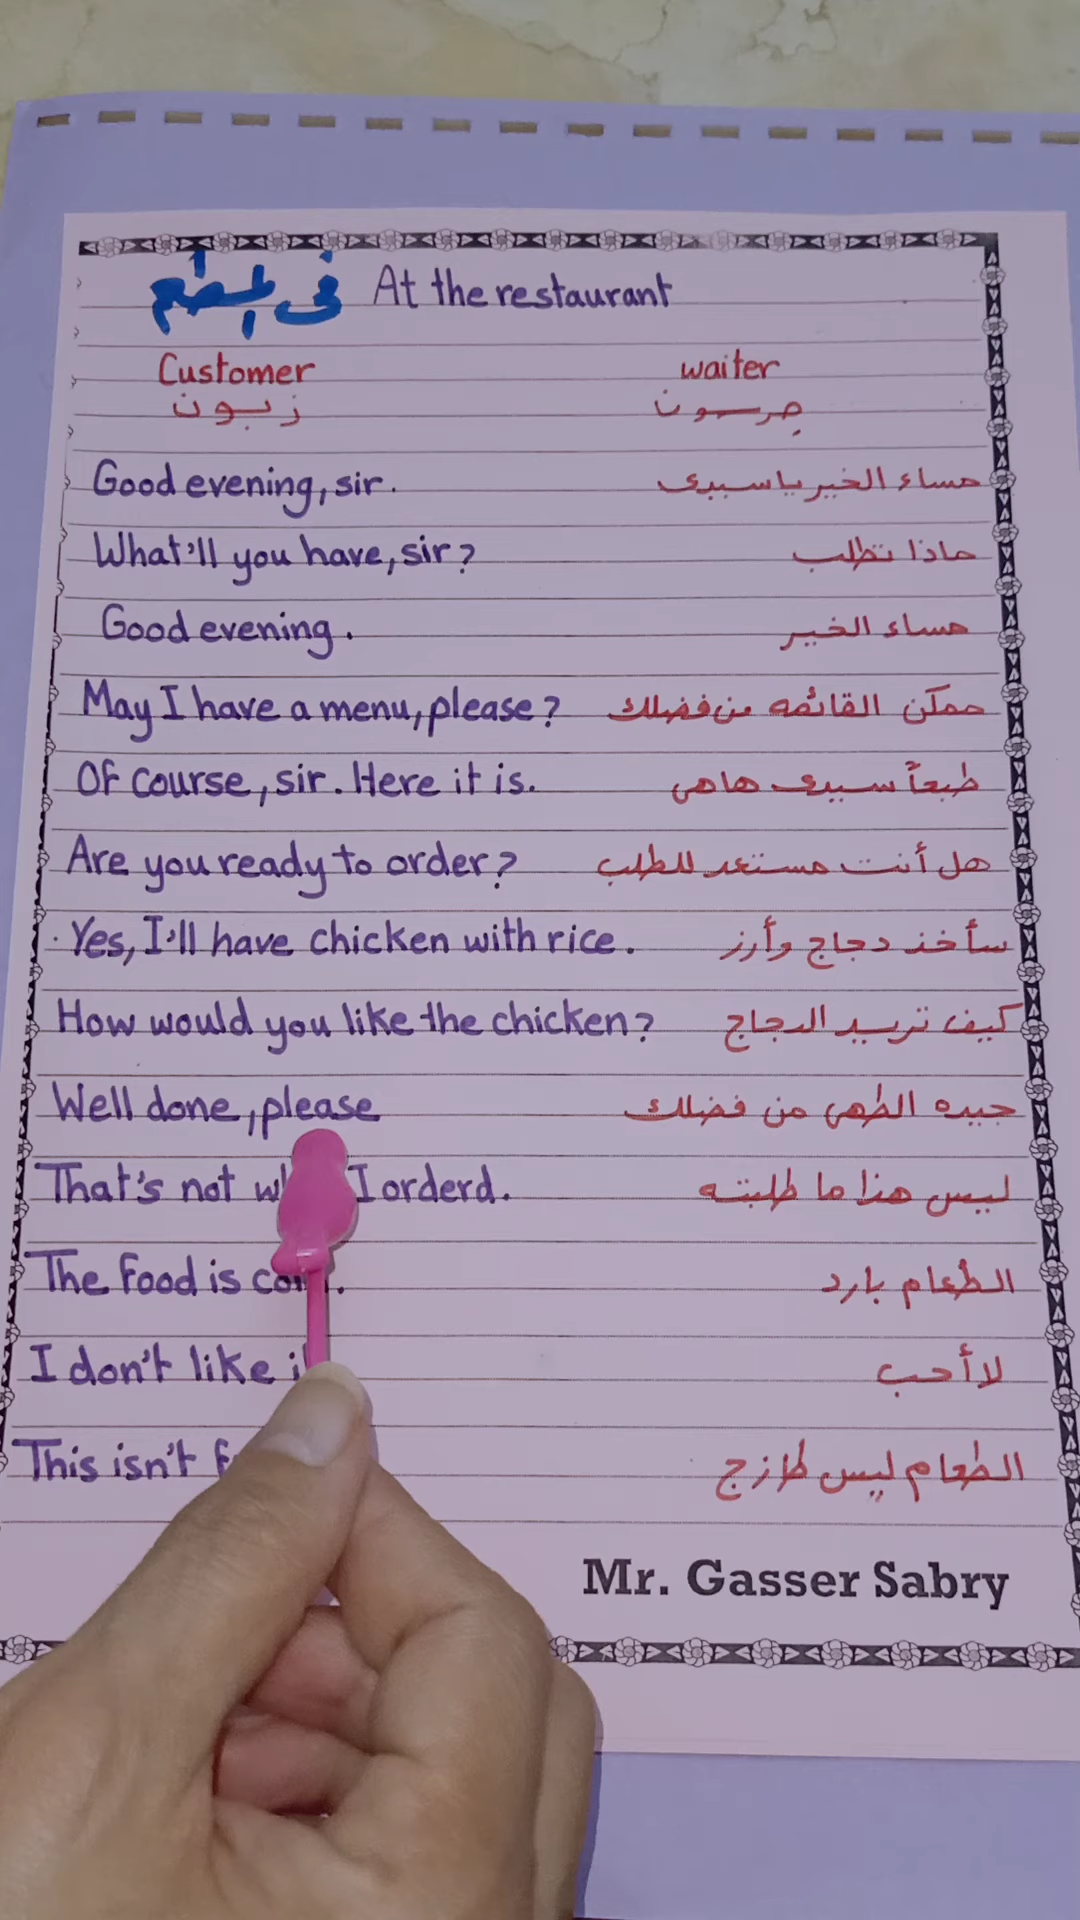 في المطعم At the restaurant
Customer waiter
زبون جرسون
Good evening, sir. مساء الخير يا سيدى
What'll you have, sir? ماذا تطلب
Good evening. مساء الخير
May I have a menu, please? ممكن القائمه من فضلك
Of course, sir. Here it is. طبعاً سيدى هاهى
Are you ready to order? هل أنت مستعد للطلب
Yes, I'll have chicken with rice. سأخذ دجاج وأرز
How would you like the chicken? كيف تريد الدجاج
Well done, please جيده الطهى من فضلك
That's not I orderd. ليس هذا ما طلبته
The food is الطعام بارد
I don't like لا أحب
This isn't الطعام ليس طازج
Mr. Gasser Sabry